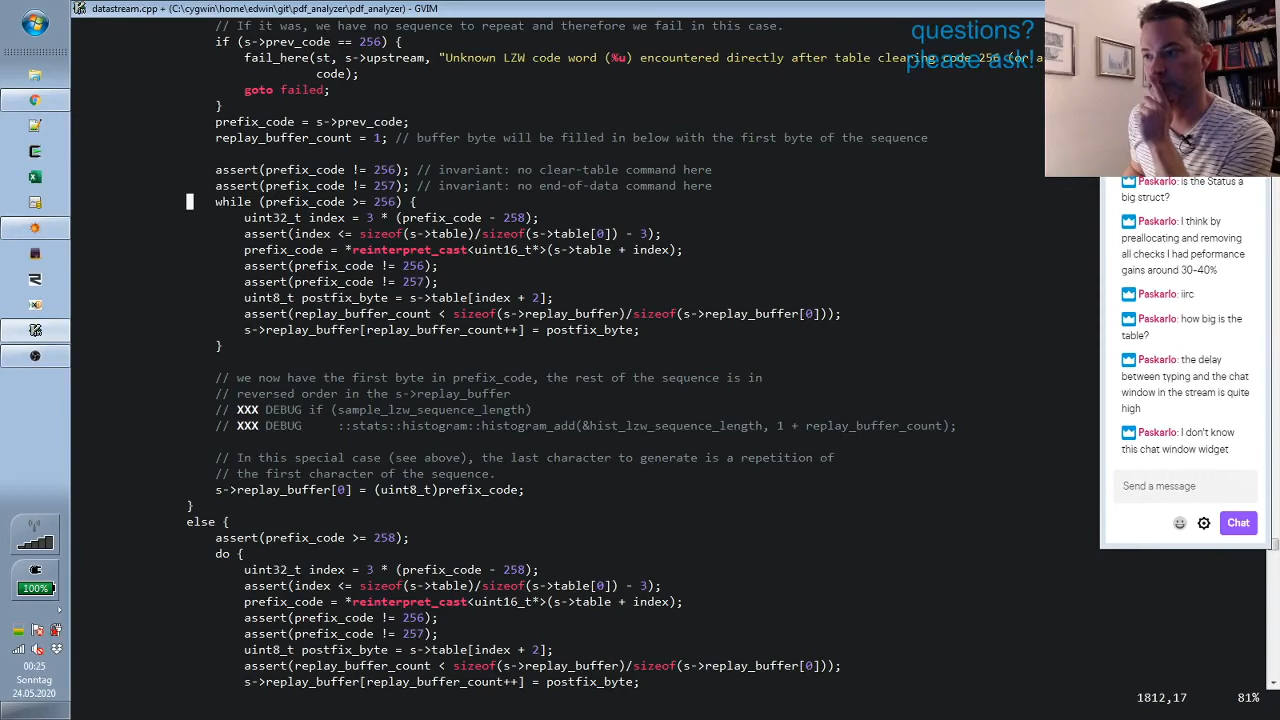 datastream.cpp + (C:\cygwin\home\edwin\git\pdf_analyzer\pdf_analyzer) - GVIM
// If it was, we have no sequence to repeat and therefore we fail in this case.
if (s->prev_code == 256) {
fail_here(st, s->upstream, "Unknown LZW code word (%u) encountered directly after table clearing code 256 (or a
code);
goto failed;
}
prefix_code = s->prev_code;
replay_buffer_count = 1; // buffer byte will be filled in below with the first byte of the sequence
assert(prefix_code != 256); // invariant: no clear-table command here
assert(prefix_code != 257); // invariant: no end-of-data command here
while (prefix_code >= 256) {
uint32_t index = 3 * (prefix_code - 258);
assert(index <= sizeof(s->table)/sizeof(s->table[0]) - 3);
prefix_code = *reinterpret_cast<uint16_t*>(s->table + index);
assert(prefix_code != 256);
assert(prefix_code != 257);
uint8_t postfix_byte = s->table[index + 2];
assert(replay_buffer_count < sizeof(s->replay_buffer)/sizeof(s->replay_buffer[0]));
s->replay_buffer[replay_buffer_count++] = postfix_byte;
}
// we now have the first byte in prefix_code, the rest of the sequence is in
// reversed order in the s->replay_buffer
// XXX DEBUG if (sample_lzw_sequence_length)
// XXX DEBUG     ::stats::histogram::histogram_add(&hist_lzw_sequence_length, 1 + replay_buffer_count);
// In this special case (see above), the last character to generate is a repetition of
// the first character of the sequence.
s->replay_buffer[0] = (uint8_t)prefix_code;
}
else {
assert(prefix_code >= 258);
do {
uint32_t index = 3 * (prefix_code - 258);
assert(index <= sizeof(s->table)/sizeof(s->table[0]) - 3);
prefix_code = *reinterpret_cast<uint16_t*>(s->table + index);
assert(prefix_code != 256);
assert(prefix_code != 257);
uint8_t postfix_byte = s->table[index + 2];
assert(replay_buffer_count < sizeof(s->replay_buffer)/sizeof(s->replay_buffer[0]));
s->replay_buffer[replay_buffer_count++] = postfix_byte;
1812,17 81%
questions?
please ask!
Paskarlo: is the Status a
big struct?
Paskarlo: I think by
preallocating and removing
all checks I had peformance
gains around 30-40%
Paskarlo: iirc
Paskarlo: how big is the
table?
Paskarlo: the delay
between typing and the chat
window in the stream is quite
high
Paskarlo: I don't know
this chat window widget
Send a message
Chat
100%
00:25
Sonntag
24.05.2020